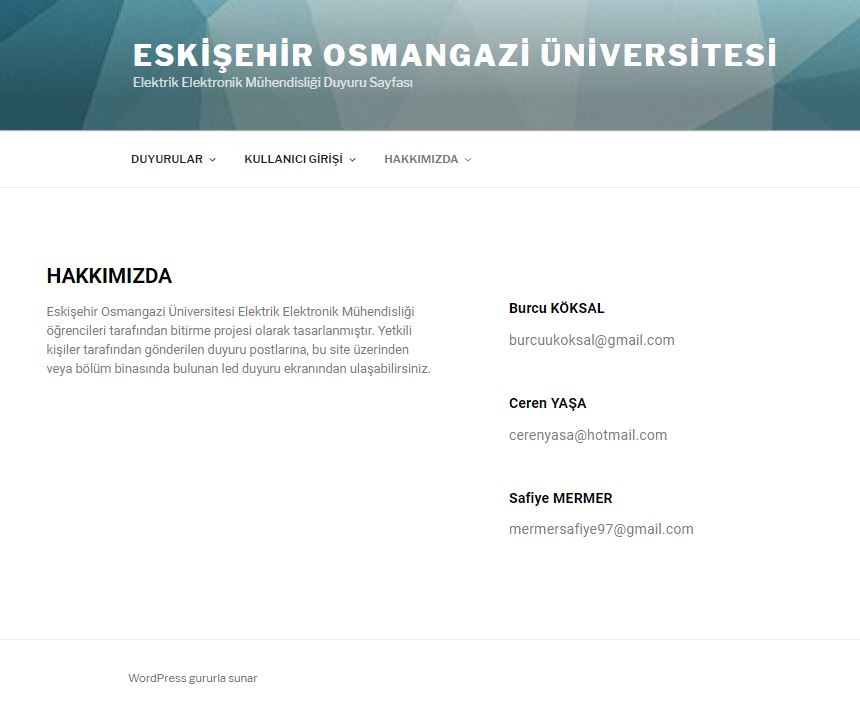 ESKİŞEHİR OSMANGAZİ ÜNİVERSİTESİ
Elektrik Elektronik Mühendisliği Duyuru Sayfası
DUYURULAR KULLANICI GİRİŞİ HAKKIMIZDA
HAKKIMIZDA
Eskişehir Osmangazi Üniversitesi Elektrik Elektronik Mühendisliği
öğrencileri tarafından bitirme projesi olarak tasarlanmıştır. Yetkili
kişiler tarafından gönderilen duyuru postlarına, bu site üzerinden
veya bölüm binasında bulunan led duyuru ekranından ulaşabilirsiniz.
Burcu KÖKSAL
burcuukoksal@gmail.com
Ceren YAŞA
cerenyasa@hotmail.com
Safiye MERMER
mermersafiye97@gmail.com
WordPress gururla sunar